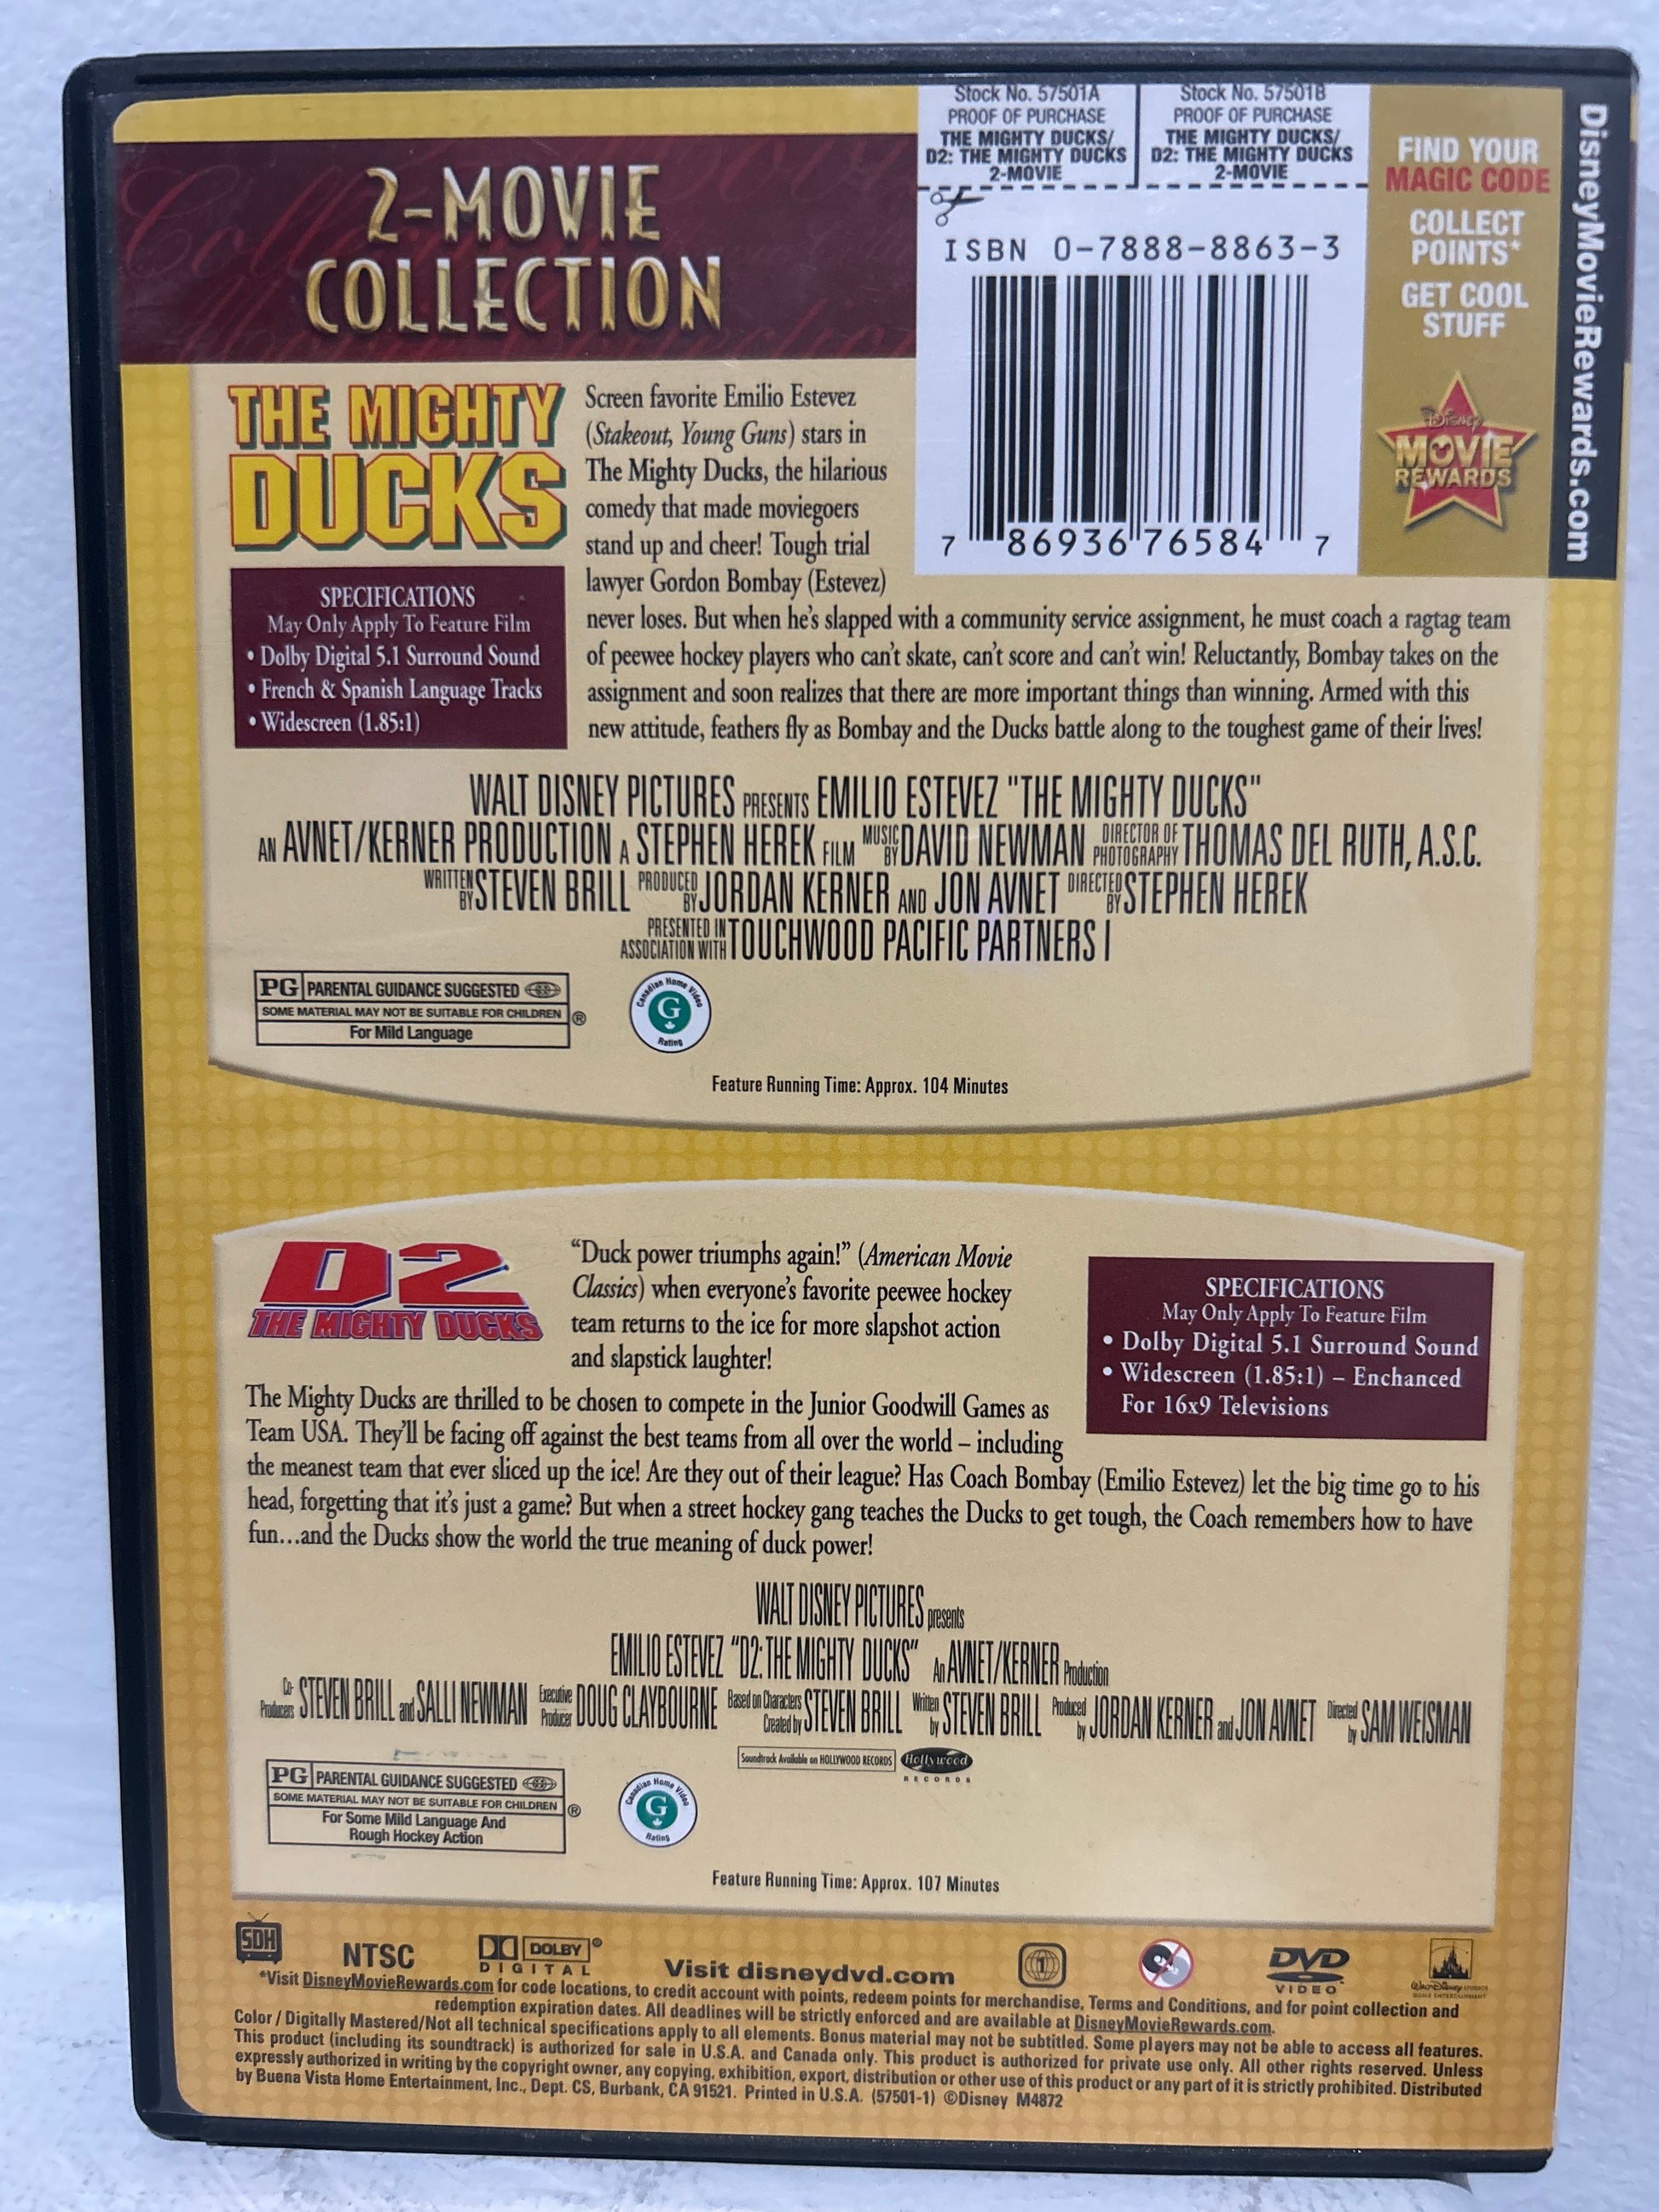 Stock No. 57501A
PROOF OF PURCHASE
THE MIGHTY DUCKS/
D2: THE MIGHTY DUCKS
2-MOVIE
Stock No. 57501B
PROOF OF PURCHASE
THE MIGHTY DUCKS/
D2: THE MIGHTY DUCKS
2-MOVIE
FIND YOUR
MAGIC CODE
COLLECT
POINTS*
GET COOL
STUFF
Disney
MOVIE
REWARDS
DisneyMovieRewards.com
2-MOVIE
COLLECTION
ISBN 0-7888-8863-3
7 86936 76584 7
THE MIGHTY
DUCKS
SPECIFICATIONS
May Only Apply To Feature Film
• Dolby Digital 5.1 Surround Sound
• French & Spanish Language Tracks
• Widescreen (1.85:1)
Screen favorite Emilio Estevez
(Stakeout, Young Guns) stars in
The Mighty Ducks, the hilarious
comedy that made moviegoers
stand up and cheer! Tough trial
lawyer Gordon Bombay (Estevez)
never loses. But when he's slapped with a community service assignment, he must coach a ragtag team
of peewee hockey players who can't skate, can't score and can't win! Reluctantly, Bombay takes on the
assignment and soon realizes that there are more important things than winning. Armed with this
new attitude, feathers fly as Bombay and the Ducks battle along to the toughest game of their lives!
WALT DISNEY PICTURES PRESENTS EMILIO ESTEVEZ "THE MIGHTY DUCKS"
AN AVNET/KERNER PRODUCTION A STEPHEN HEREK FILM MUSIC BY DAVID NEWMAN DIRECTOR OF PHOTOGRAPHY THOMAS DEL RUTH, A.S.C.
WRITTEN BY STEVEN BRILL PRODUCED BY JORDAN KERNER AND JON AVNET DIRECTED BY STEPHEN HEREK
PRESENTED IN ASSOCIATION WITH TOUCHWOOD PACIFIC PARTNERS I
PG PARENTAL GUIDANCE SUGGESTED
SOME MATERIAL MAY NOT BE SUITABLE FOR CHILDREN ®
For Mild Language
Canadian Home Video
G
Rating
Feature Running Time: Approx. 104 Minutes
D2
THE MIGHTY DUCKS
"Duck power triumphs again!" (American Movie
Classics) when everyone's favorite peewee hockey
team returns to the ice for more slapshot action
and slapstick laughter!
SPECIFICATIONS
May Only Apply To Feature Film
• Dolby Digital 5.1 Surround Sound
• Widescreen (1.85:1) – Enchanced
For 16x9 Televisions
The Mighty Ducks are thrilled to be chosen to compete in the Junior Goodwill Games as
Team USA. They'll be facing off against the best teams from all over the world – including
the meanest team that ever sliced up the ice! Are they out of their league? Has Coach Bombay (Emilio Estevez) let the big time go to his
head, forgetting that it's just a game? But when a street hockey gang teaches the Ducks to get tough, the Coach remembers how to have
fun...and the Ducks show the world the true meaning of duck power!
WALT DISNEY PICTURES presents
EMILIO ESTEVEZ "D2: THE MIGHTY DUCKS" An AVNET/KERNER Production
Co-Producers STEVEN BRILL and SALLI NEWMAN Executive Producer DOUG CLAYBOURNE Based on Characters Created by STEVEN BRILL Written by STEVEN BRILL Produced by JORDAN KERNER and JON AVNET Directed by SAM WEISMAN
Soundtrack Available on HOLLYWOOD RECORDS Hollywood
RECORDS
PG PARENTAL GUIDANCE SUGGESTED
SOME MATERIAL MAY NOT BE SUITABLE FOR CHILDREN ®
For Some Mild Language And
Rough Hockey Action
Canadian Home Video
G
Rating
Feature Running Time: Approx. 107 Minutes
SDH
NTSC
DOLBY ®
DIGITAL
Visit disneydvd.com
1
DVD
VIDEO
WALT DISNEY STUDIOS
HOME ENTERTAINMENT
*Visit DisneyMovieRewards.com for code locations, to credit account with points, redeem points for merchandise, Terms and Conditions, and for point collection and
redemption expiration dates. All deadlines will be strictly enforced and are available at DisneyMovieRewards.com.
Color / Digitally Mastered/Not all technical specifications apply to all elements. Bonus material may not be subtitled. Some players may not be able to access all features.
This product (including its soundtrack) is authorized for sale in U.S.A. and Canada only. This product is authorized for private use only. All other rights reserved. Unless
expressly authorized in writing by the copyright owner, any copying, exhibition, export, distribution or other use of this product or any part of it is strictly prohibited. Distributed
by Buena Vista Home Entertainment, Inc., Dept. CS, Burbank, CA 91521. Printed in U.S.A. (57501-1) ©Disney M4872